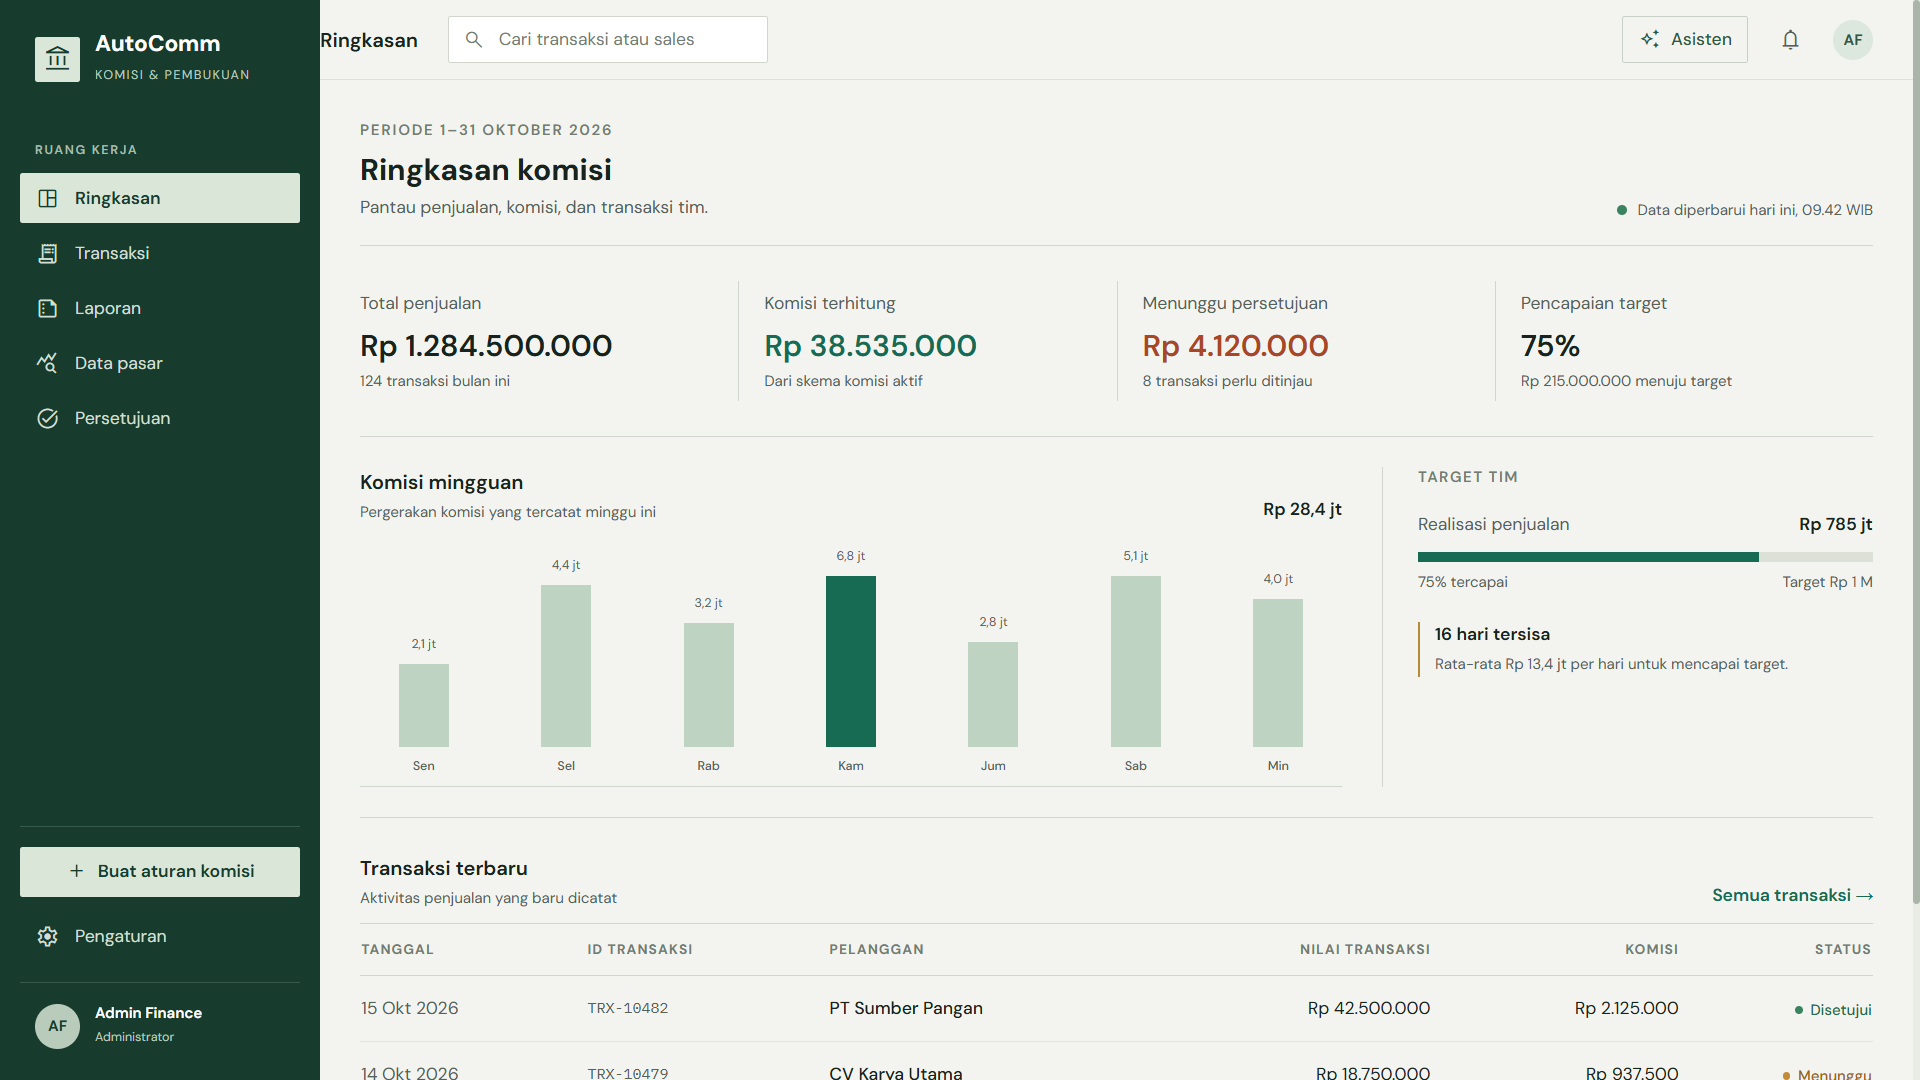 AutoComm
KOMISI & PEMBUKUAN
RUANG KERJA
Ringkasan
Transaksi
Laporan
Data pasar
Persetujuan
+ Buat aturan komisi
Pengaturan
AF
Admin Finance
Administrator
Ringkasan
Cari transaksi atau sales
Asisten
AF
PERIODE 1–31 OKTOBER 2026
Ringkasan komisi
Pantau penjualan, komisi, dan transaksi tim.
Data diperbarui hari ini, 09.42 WIB
Total penjualan
Rp 1.284.500.000
124 transaksi bulan ini
Komisi terhitung
Rp 38.535.000
Dari skema komisi aktif
Menunggu persetujuan
Rp 4.120.000
8 transaksi perlu ditinjau
Pencapaian target
75%
Rp 215.000.000 menuju target
Komisi mingguan
Pergerakan komisi yang tercatat minggu ini
Rp 28,4 jt
2,1 jt
4,4 jt
3,2 jt
6,8 jt
2,8 jt
5,1 jt
4,0 jt
Sen Sel Rab Kam Jum Sab Min
TARGET TIM
Realisasi penjualan Rp 785 jt
75% tercapai Target Rp 1 M
16 hari tersisa
Rata-rata Rp 13,4 jt per hari untuk mencapai target.
Transaksi terbaru
Aktivitas penjualan yang baru dicatat
Semua transaksi →
TANGGAL ID TRANSAKSI PELANGGAN NILAI TRANSAKSI KOMISI STATUS
15 Okt 2026 TRX-10482 PT Sumber Pangan Rp 42.500.000 Rp 2.125.000 Disetujui
14 Okt 2026 TRX-10479 CV Karya Utama Rp 18.750.000 Rp 937.500 Menunggu